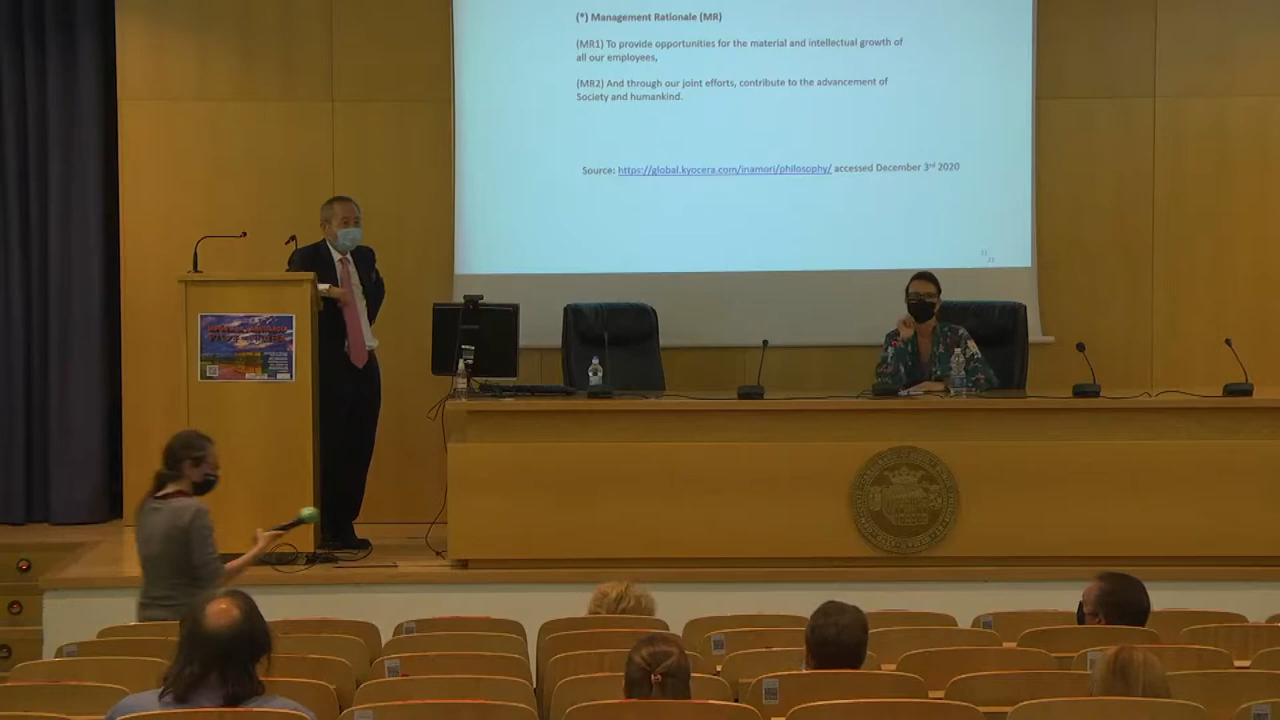 (*) Management Rationale (MR)
(MR1) To provide opportunities for the material and intellectual growth of
all our employees,
(MR2) And through our joint efforts, contribute to the advancement of
Society and humankind.
Source: https://global.kyocera.com/inamori/philosophy/ accessed December 3rd 2020